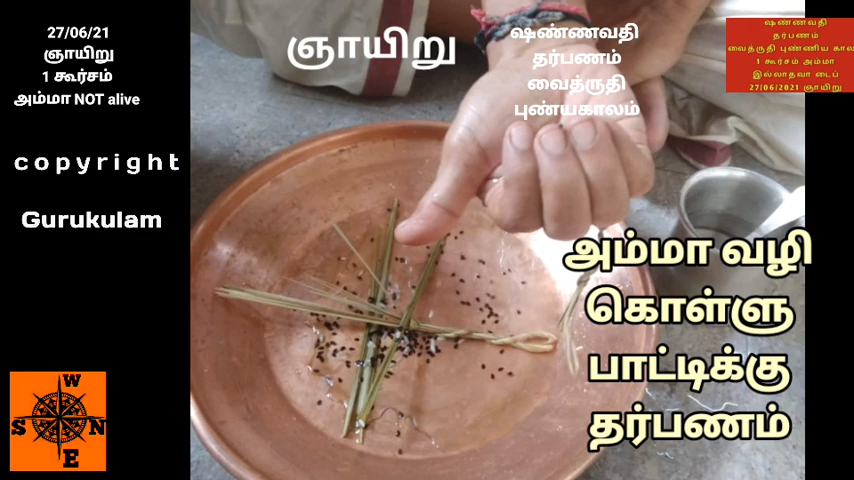 27/06/21
ஞாயிறு
1 கூர்சம்
அம்மா NOT alive
copyright
Gurukulam
W
S N
E
ஞாயிறு
ஷண்ணவதி
தர்பணம்
வைத்ருதி
புண்யகாலம்
ஷண்ணவதி
தர்பணம்
வைத்ருதி புண்ணிய கால
1 கூர்சம் அம்மா
இல்லாதவா டைப்
27/06/2021 ஞாயிறு
அம்மா வழி
கொள்ளு
பாட்டிக்கு
தர்பணம்